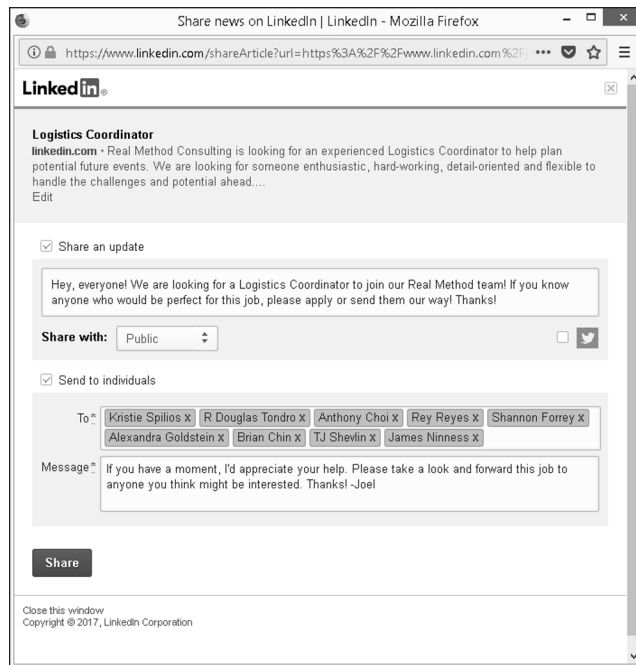 Share news on LinkedIn | LinkedIn - Mozilla Firefox
https://www.linkedin.com/shareArticle?url=https%3A%2F%2Fwww.linkedin.com%2F
Linked in®
Logistics Coordinator
linkedin.com · Real Method Consulting is looking for an experienced Logistics Coordinator to help plan
potential future events. We are looking for someone enthusiastic, hard-working, detail-oriented and flexible to
handle the challenges and potential ahead....
Edit
Share an update
Hey, everyone! We are looking for a Logistics Coordinator to join our Real Method team! If you know
anyone who would be perfect for this job, please apply or send them our way! Thanks!
Share with: Public
Send to individuals
To * Kristie Spilios x R Douglas Tondro x Anthony Choi x Rey Reyes x Shannon Forrey x
Alexandra Goldstein x Brian Chin x TJ Shevlin x James Ninness x
Message * If you have a moment, I'd appreciate your help. Please take a look and forward this job to
anyone you think might be interested. Thanks! -Joel
Share
Close this window
Copyright © 2017, LinkedIn Corporation